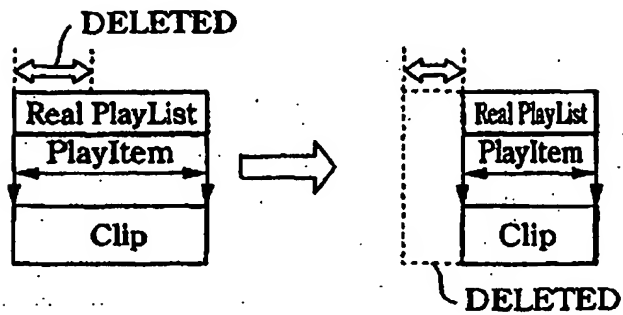 DELETED
Real PlayList
PlayItem
Clip
Real PlayList
PlayItem
Clip
DELETED